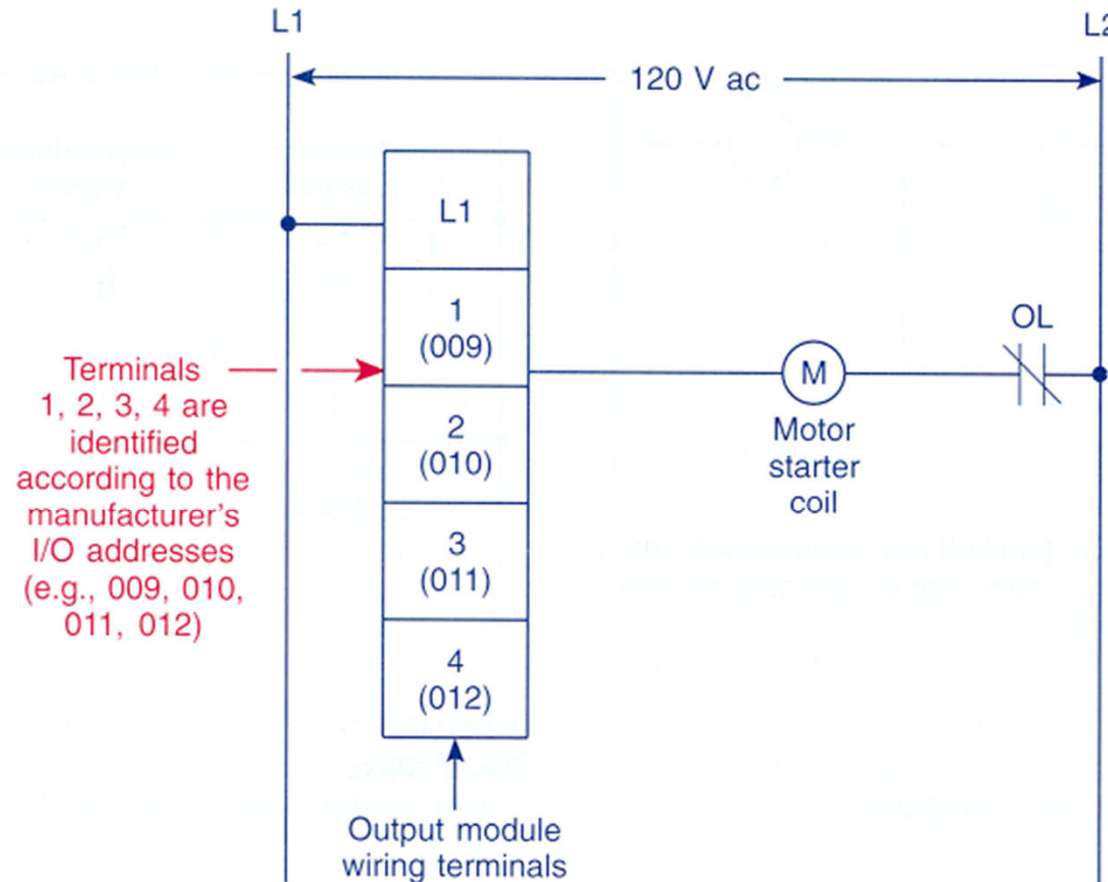 L1
L2
120 V ac
L1
1
(009)
2
(010)
3
(011)
4
(012)
Terminals
1, 2, 3, 4 are
identified
according to the
manufacturer's
I/O addresses
(e.g., 009, 010,
011, 012)
M
Motor
starter
coil
OL
Output module
wiring terminals